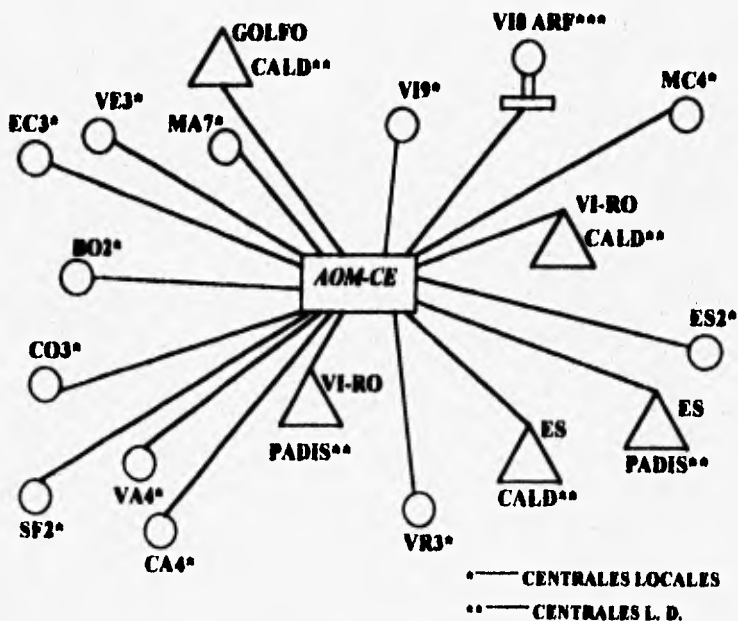 GOLFO
CALD**
VI8 ARF***
VI9*
MC4*
VE3*
MA7*
EC3*
VI-RO
CALD**
BO2*
AOM-CE
ES2*
CO3*
VI-RO
PADIS**
ES
PADIS**
ES
CALD**
VA4*
SF2*
CA4*
VR3*
* CENTRALES LOCALES
** CENTRALES L. D.